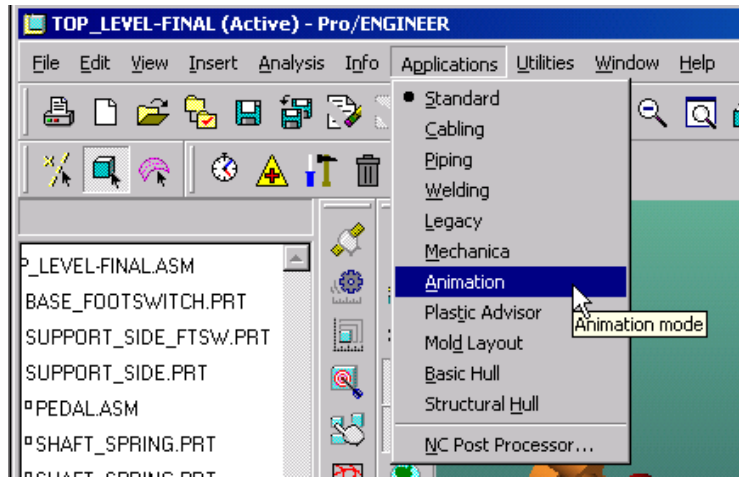 TOP_LEVEL-FINAL (Active) - Pro/ENGINEER
File Edit View Insert Analysis Info Applications Utilities Window Help
Standard
Cabling
Piping
Welding
Legacy
Mechanica
Animation
Plastic Advisor
Animation mode
Mold Layout
Basic Hull
Structural Hull
NC Post Processor...
P_LEVEL-FINAL.ASM
BASE_FOOTSWITCH.PRT
SUPPORT_SIDE_FTSW.PRT
SUPPORT_SIDE.PRT
PEDAL.ASM
SHAFT_SPRING.PRT
SHAFT_SPRING.PRT